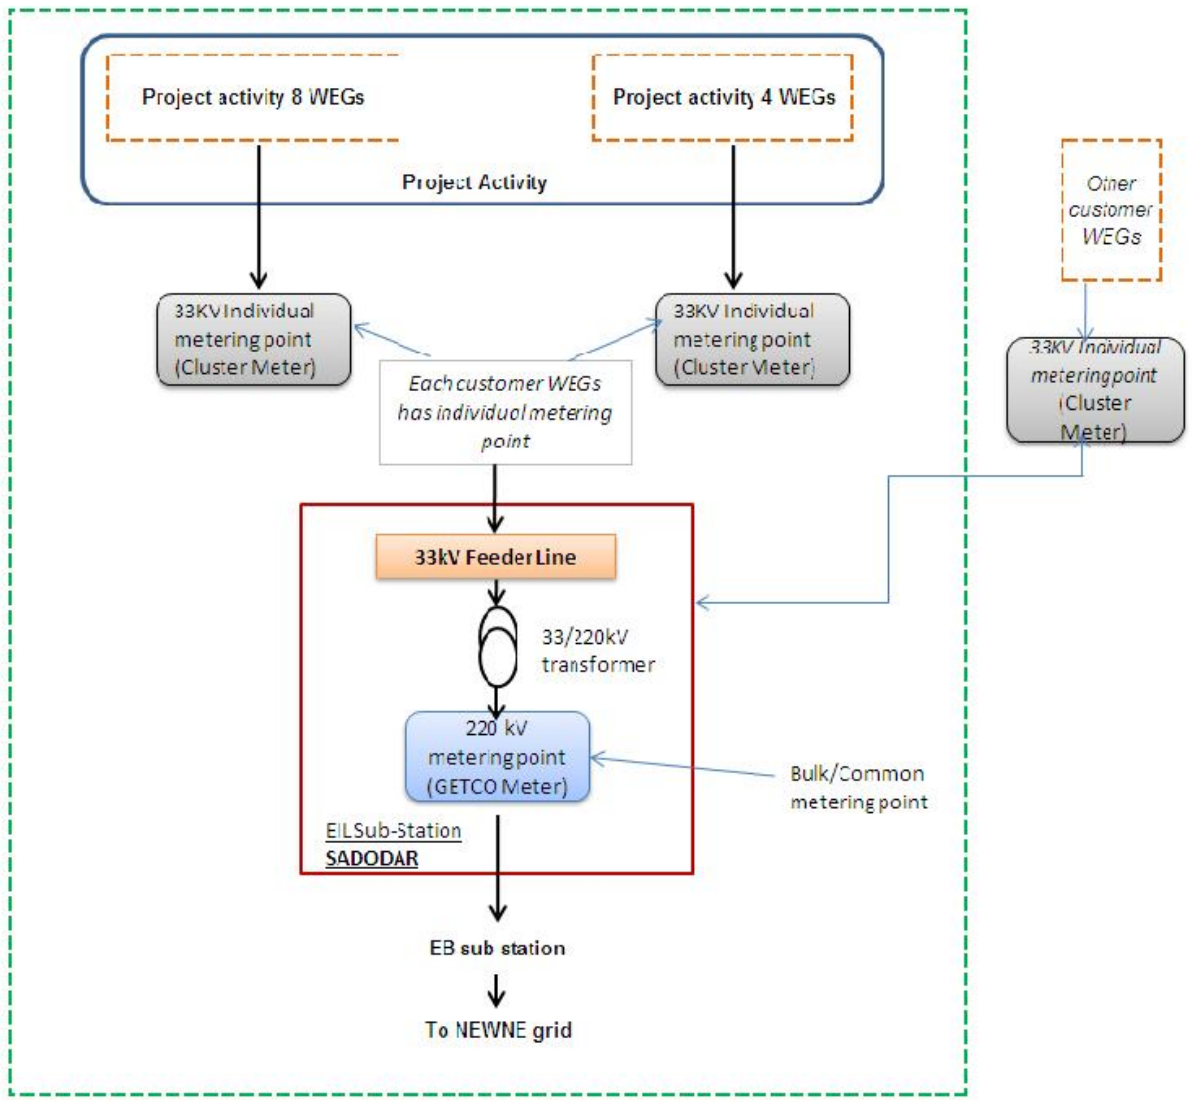 Project activity 8 WEGs
Project activity 4 WEGs
Project Activity
Other
customer
WEGs
33KV Individual
metering point
(Cluster Meter)
33KV Individual
metering point
(Cluster Meter)
33KV Individual
metering point
(Cluster
Meter)
Each customer WEGs
has individual metering
point
33kV Feeder Line
33/220kV
transformer
220 kV
metering point
(GETCO Meter)
Bulk/Common
metering point
EILSub-Station
SADODAR
EB sub station
To NEWNE grid